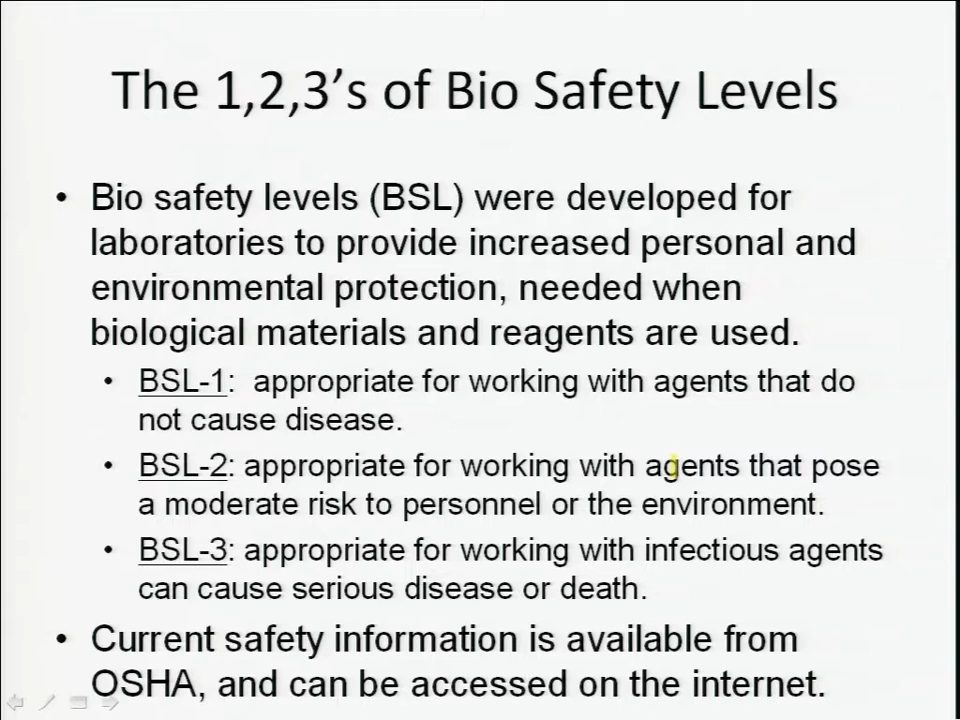 The 1,2,3’s of Bio Safety Levels
• Bio safety levels (BSL) were developed for
laboratories to provide increased personal and
environmental protection, needed when
biological materials and reagents are used.
• BSL-1:  appropriate for working with agents that do
not cause disease.
• BSL-2: appropriate for working with agents that pose
a moderate risk to personnel or the environment.
• BSL-3: appropriate for working with infectious agents
can cause serious disease or death.
• Current safety information is available from
OSHA, and can be accessed on the internet.